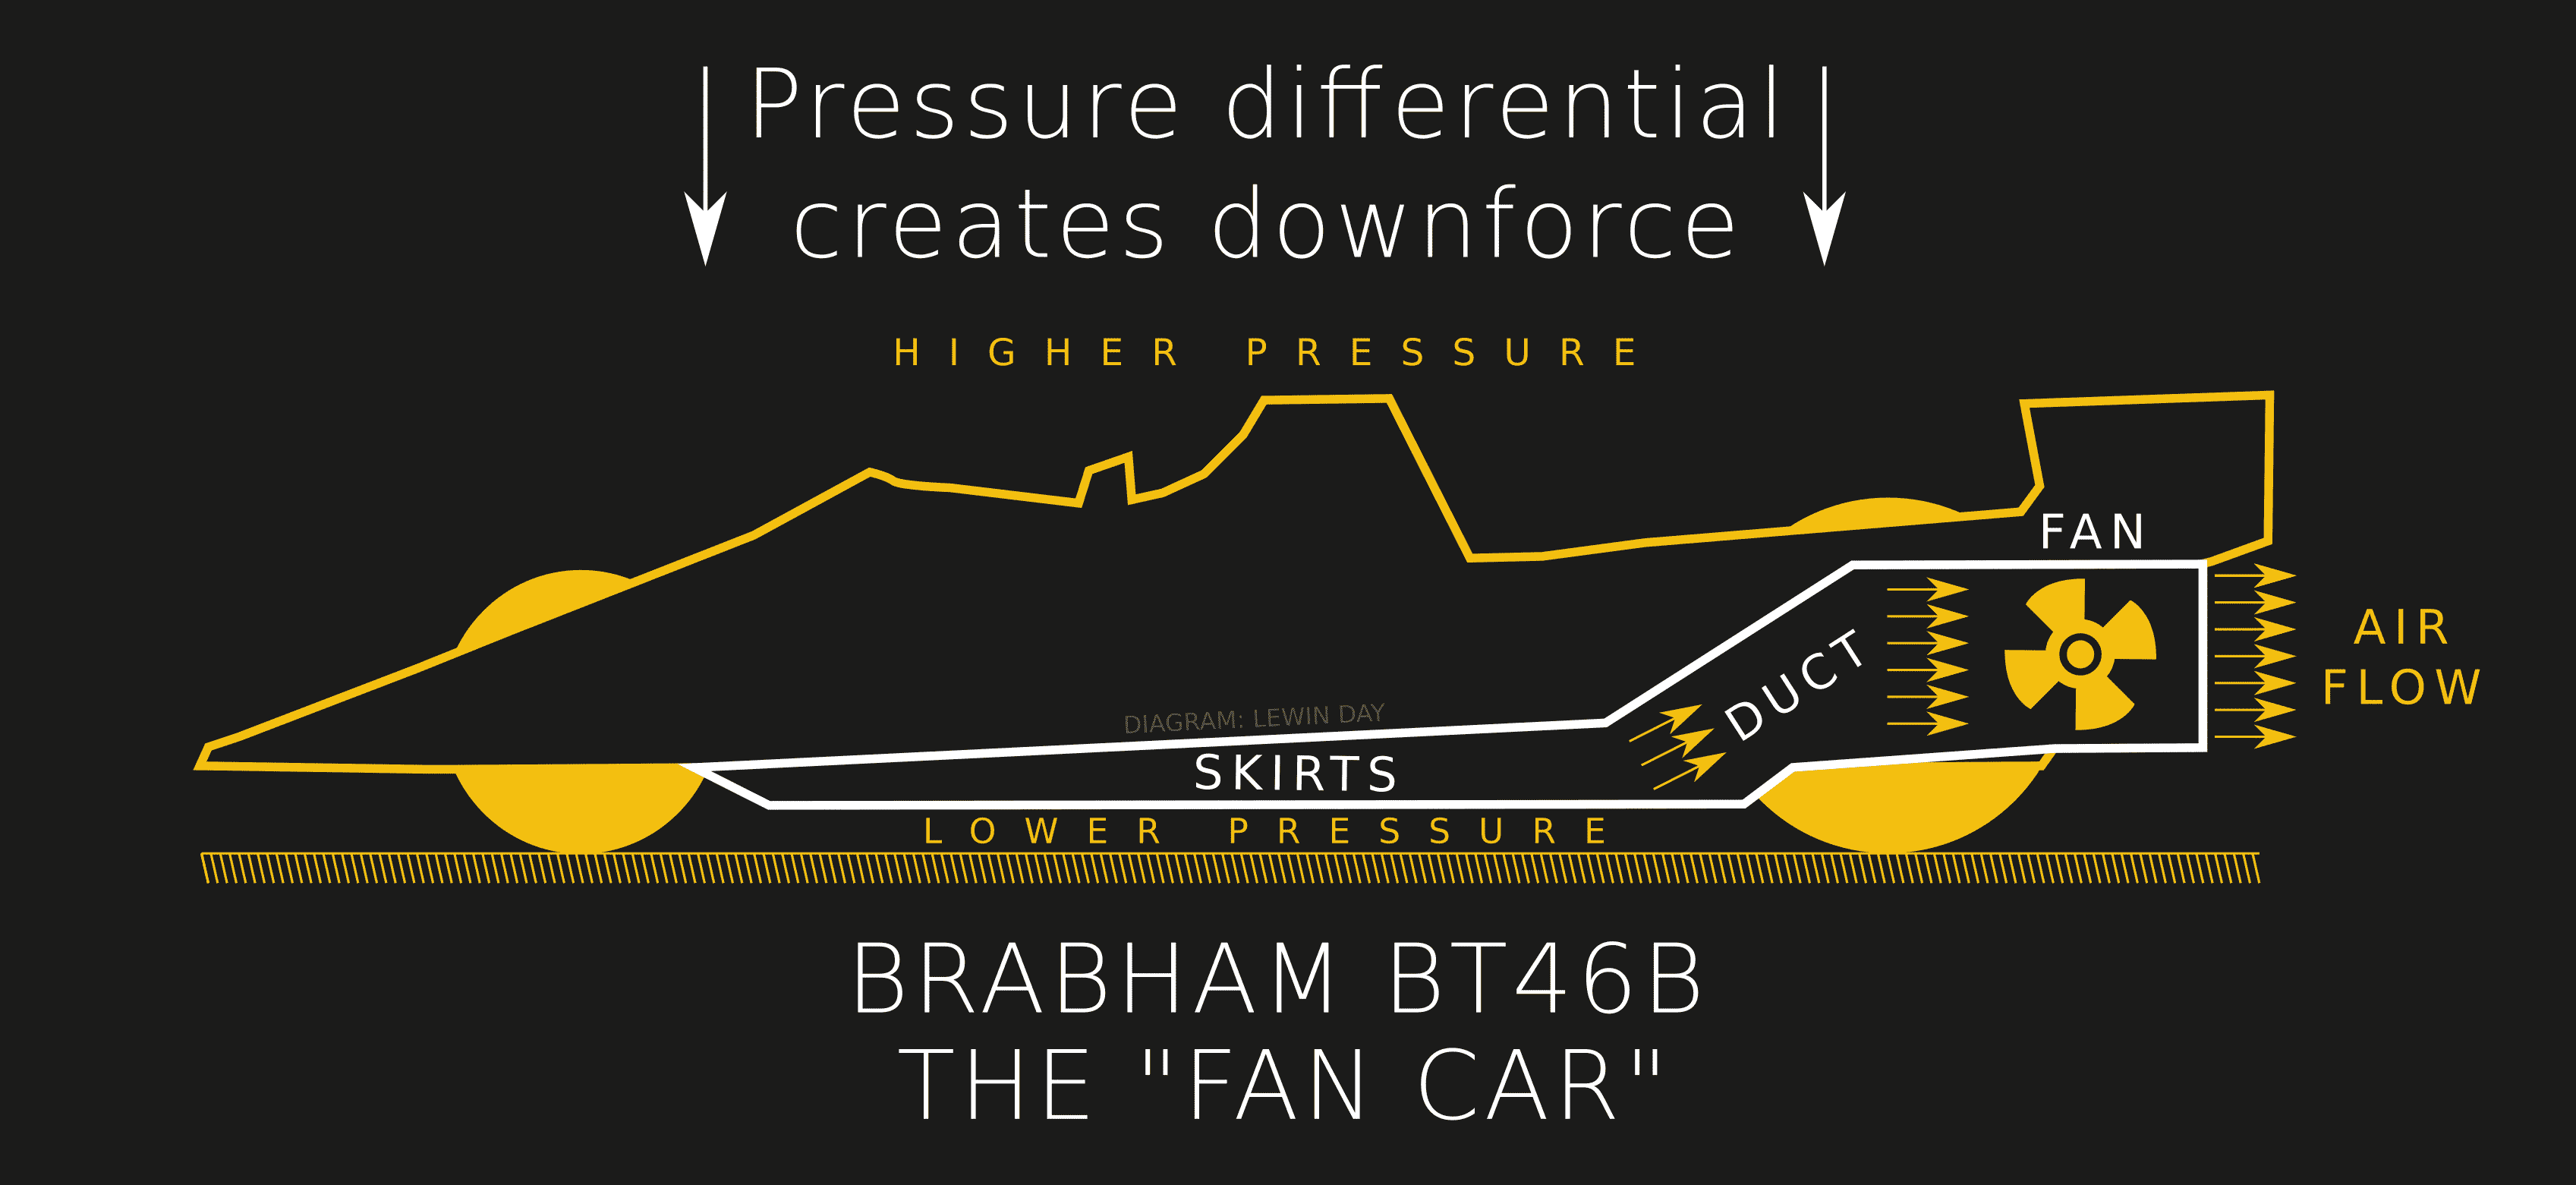 Pressure differential
creates downforce
HIGHER PRESSURE
FAN
AIR
FLOW
DUCT
DIAGRAM: LEWIN DAY
SKIRTS
LOWER PRESSURE
BRABHAM BT46B
THE "FAN CAR"